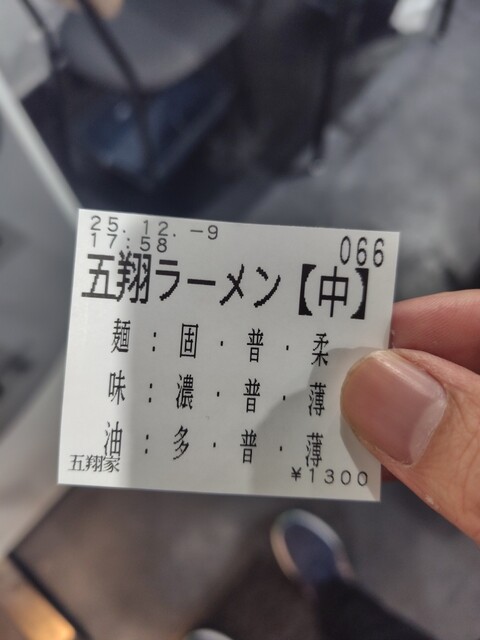 25.12.-9
17:58
066
五翔ラーメン【中】
麺:固・普・柔
味:濃・普・薄
油:多・普・薄
五翔家
¥1300